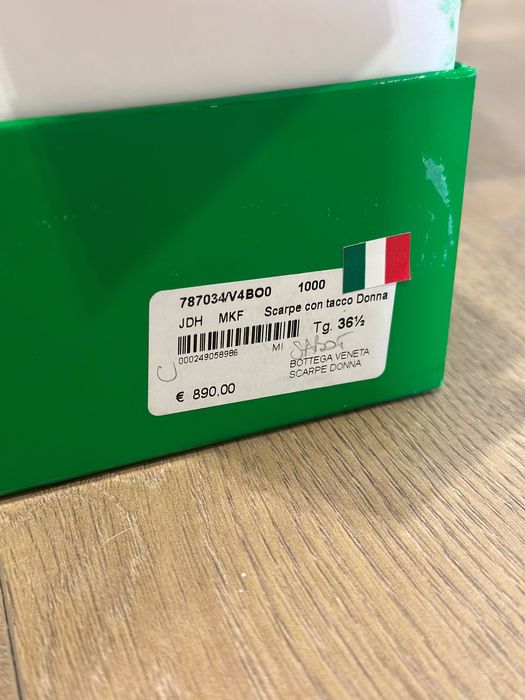 787034/V4BO0 1000
JDH MKF Scarpe con tacco Donna
Tg. 36½
000249058986 MI SABOT
BOTTEGA VENETA
SCARPE DONNA
€ 890,00